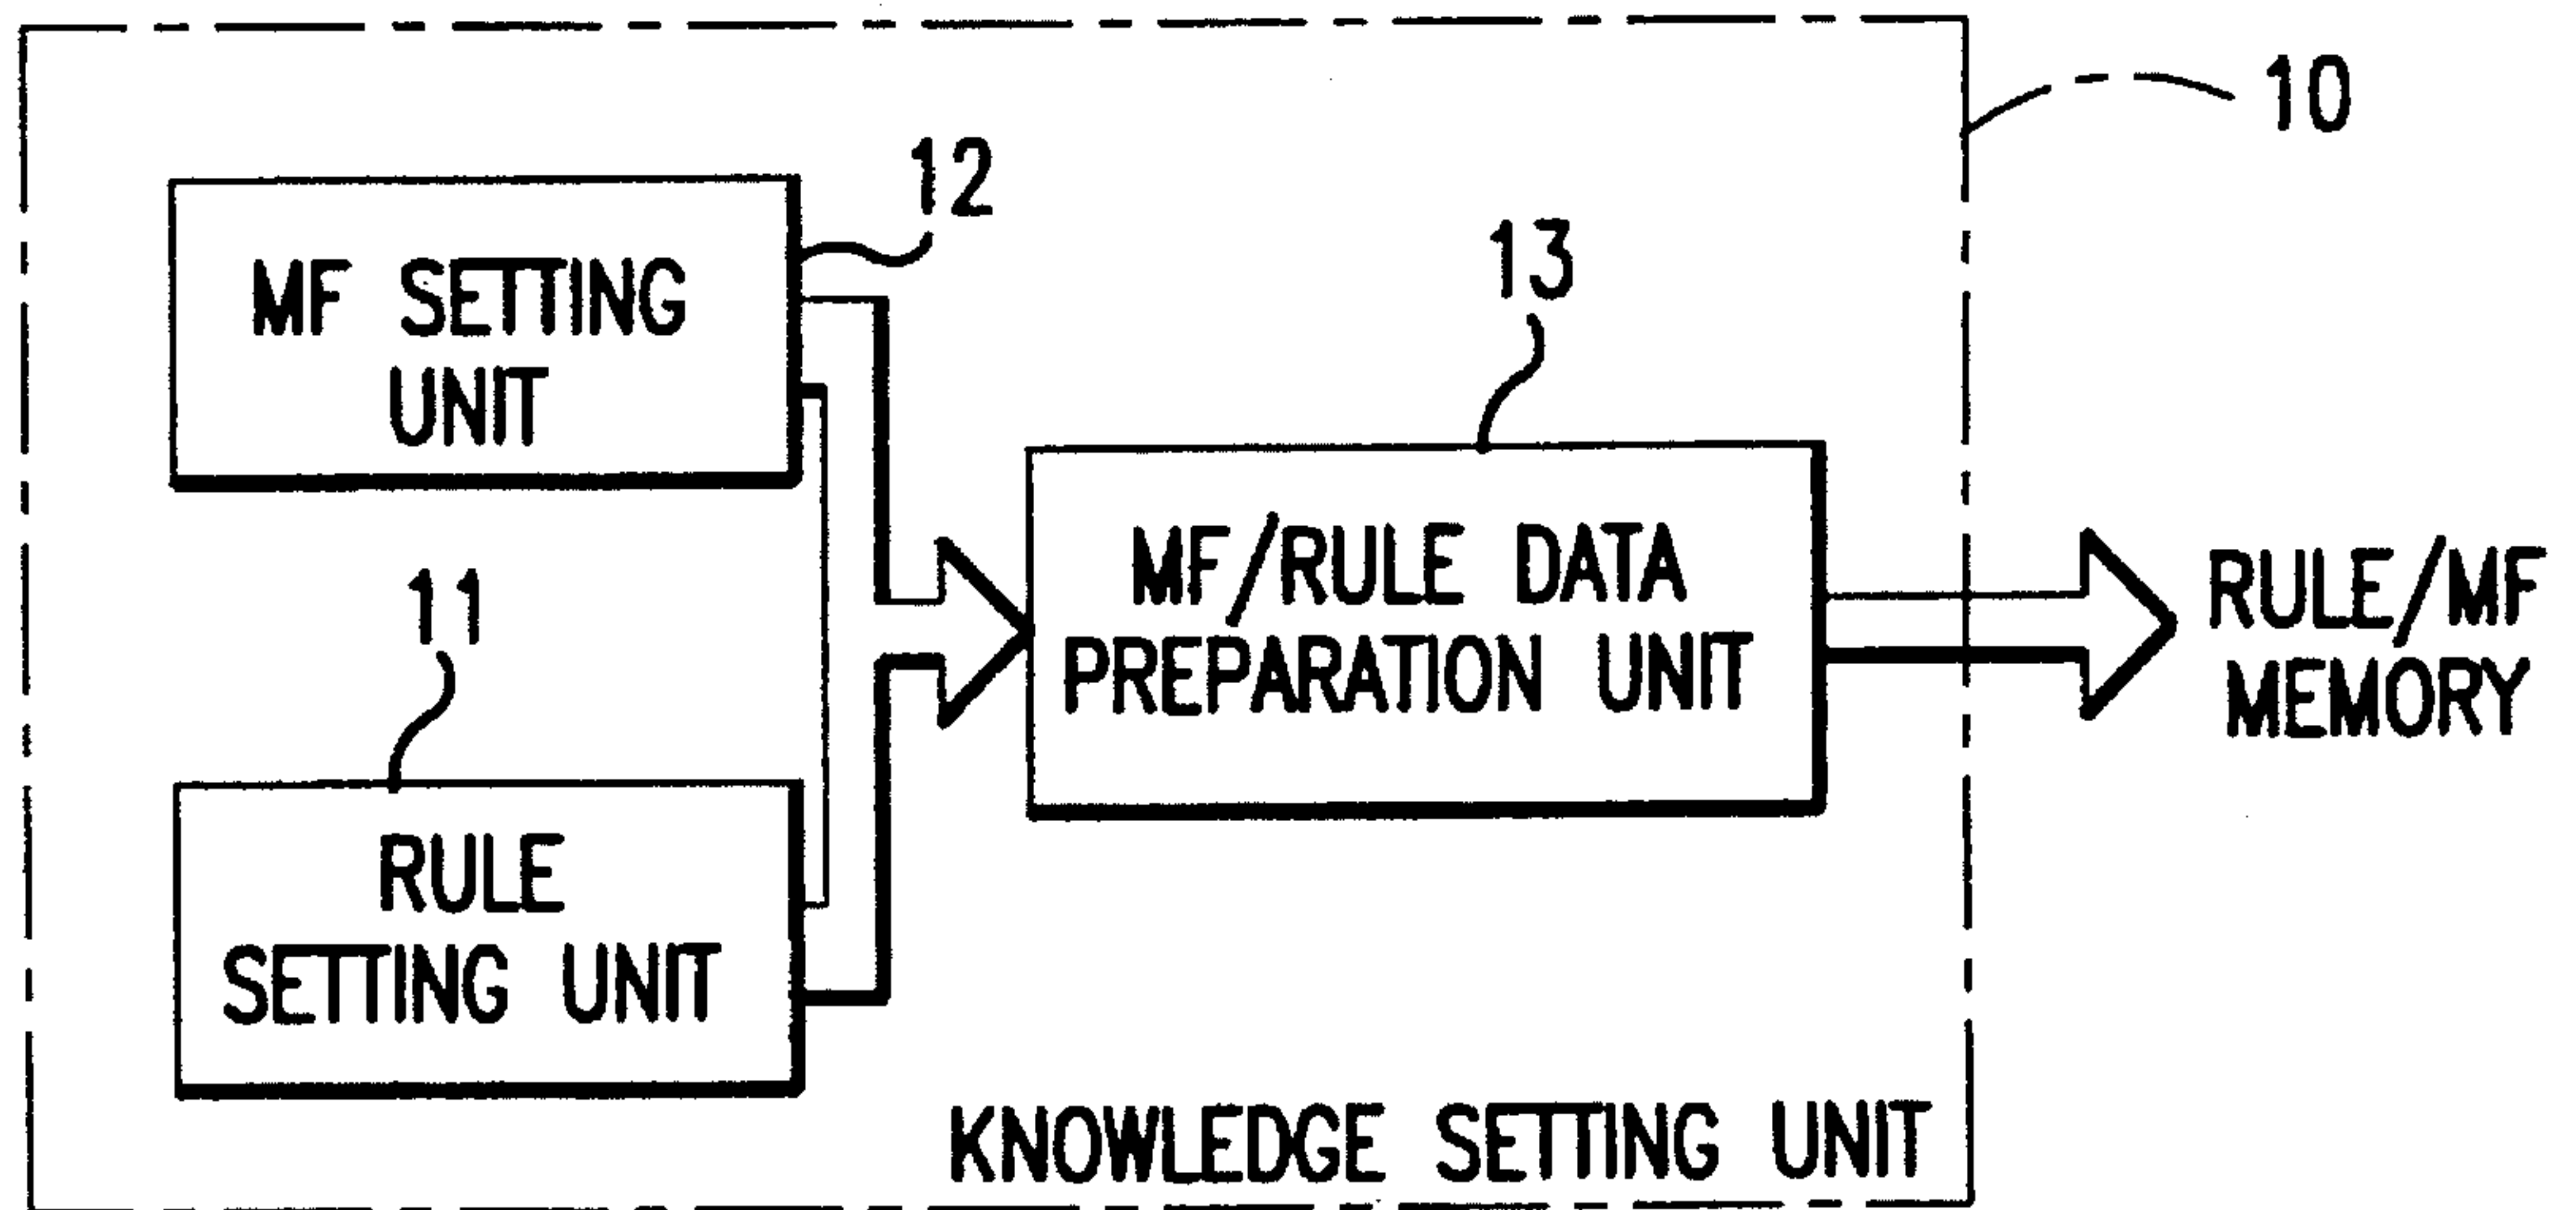 10
12
MF SETTING
UNIT
13
11
MF/RULE DATA
PREPARATION UNIT
RULE/MF
MEMORY
RULE
SETTING UNIT
KNOWLEDGE SETTING UNIT